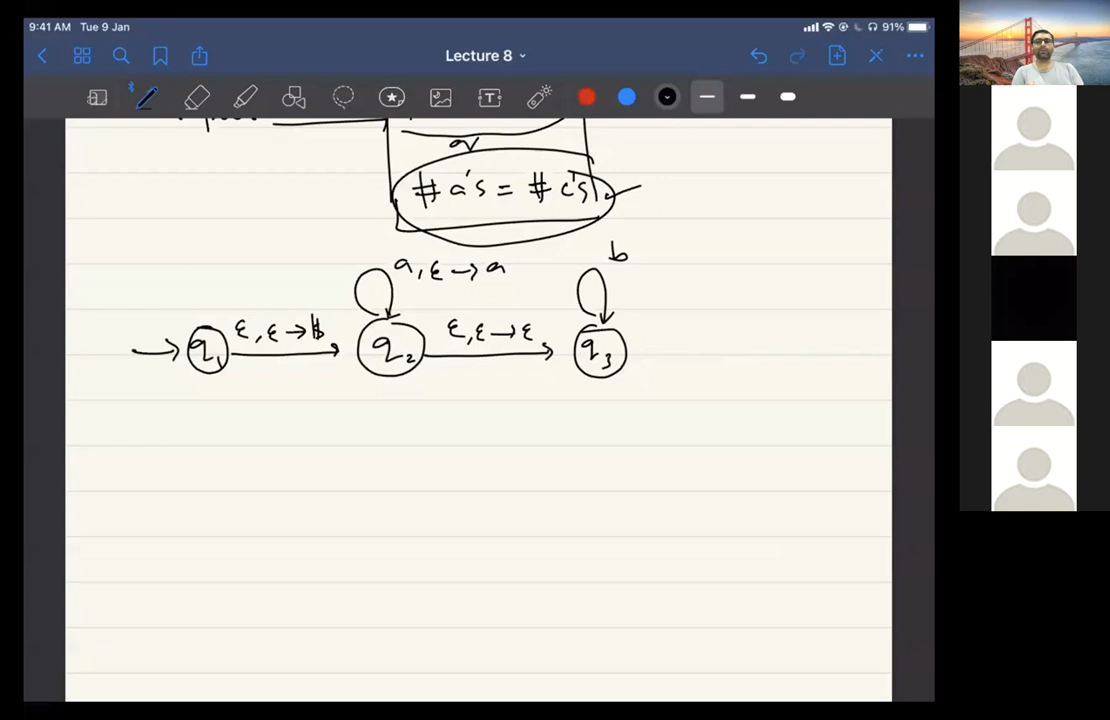 9:41 AM Tue 9 Jan 91%
Lecture 8
# a's = # c's
a, ε → a
b
ε, ε → $
ε, ε → ε
q₁ q₂ q₃